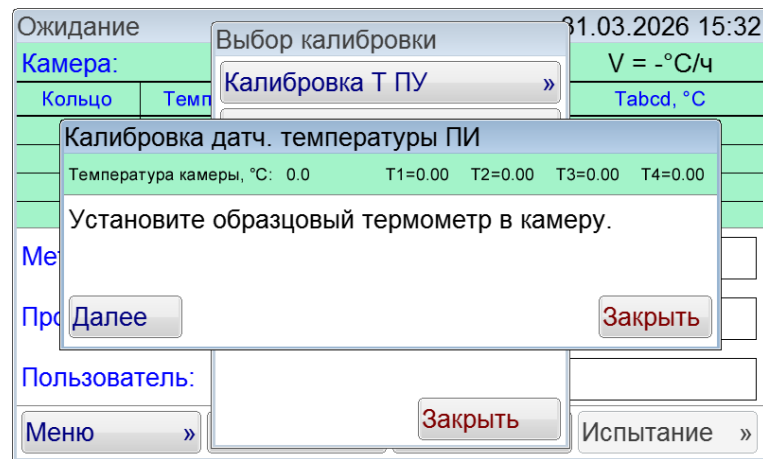 Ожидание
31.03.2026 15:32
Выбор калибровки
Камера:
V = -°C/ч
Калибровка Т ПУ »
Кольцо
Tabcd, °C
Калибровка датч. температуры ПИ
Температура камеры, °C: 0.0 T1=0.00 T2=0.00 T3=0.00 T4=0.00
Установите образцовый термометр в камеру.
Далее
Закрыть
Пользователь:
Закрыть
Меню »
Испытание »